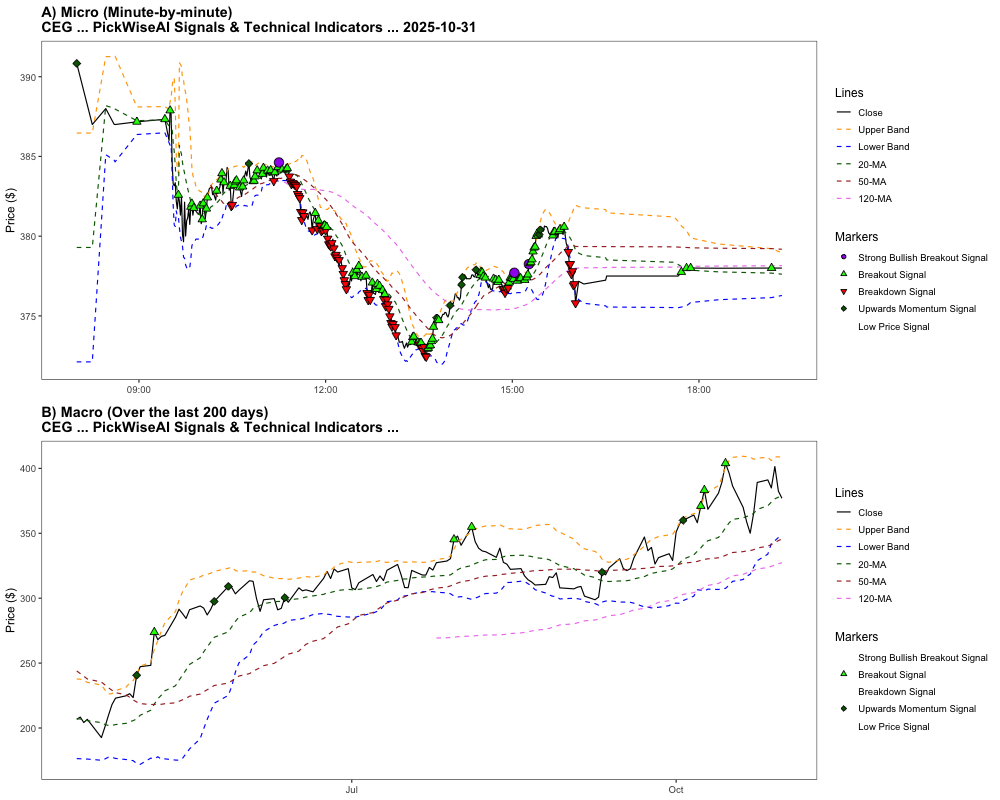 A) Micro (Minute-by-minute)
CEG ... PickWiseAI Signals & Technical Indicators ... 2025-10-31
Price ($)
390
385
380
375
09:00
12:00
15:00
18:00
Lines
Close
Upper Band
Lower Band
20-MA
50-MA
120-MA
Markers
Strong Bullish Breakout Signal
Breakout Signal
Breakdown Signal
Upwards Momentum Signal
Low Price Signal
B) Macro (Over the last 200 days)
CEG ... PickWiseAI Signals & Technical Indicators ...
Price ($)
400
350
300
250
200
Jul
Oct
Lines
Close
Upper Band
Lower Band
20-MA
50-MA
120-MA
Markers
Strong Bullish Breakout Signal
Breakout Signal
Breakdown Signal
Upwards Momentum Signal
Low Price Signal